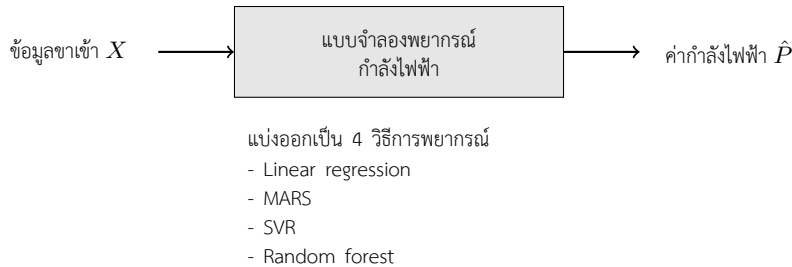 ข้อมูลขาเข้า X
แบบจำลองพยากรณ์
กำลังไฟฟ้า
ค่ากำลังไฟฟ้า P̂
แบ่งออกเป็น 4 วิธีการพยากรณ์
- Linear regression
- MARS
- SVR
- Random forest